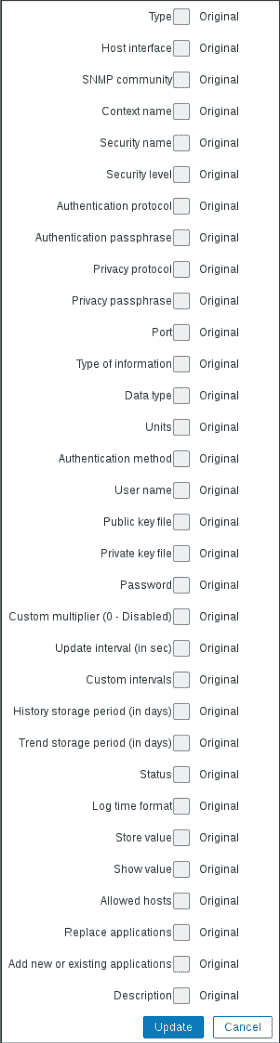 Type Original
Host interface Original
SNMP community Original
Context name Original
Security name Original
Security level Original
Authentication protocol Original
Authentication passphrase Original
Privacy protocol Original
Privacy passphrase Original
Port Original
Type of information Original
Data type Original
Units Original
Authentication method Original
User name Original
Public key file Original
Private key file Original
Password Original
Custom multiplier (0 - Disabled) Original
Update interval (in sec) Original
Custom intervals Original
History storage period (in days) Original
Trend storage period (in days) Original
Status Original
Log time format Original
Store value Original
Show value Original
Allowed hosts Original
Replace applications Original
Add new or existing applications Original
Description Original
Update Cancel